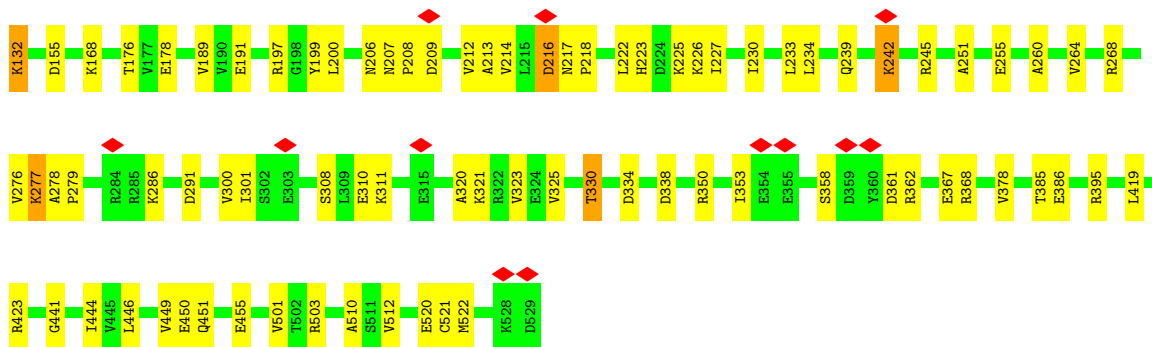 K132 D155 K168 T176 V177 E178 V189 V190 E191 R197 G198 Y199 L200 N206 N207 P208 D209 V212 A213 V214 L215 D216 N217 P218 L222 H223 D224 K225 K226 I227 I230 L233 L234 Q239 K242 R245 A251 E255 A260 V264 R268
V276 K277 A278 P279 R284 R285 K286 D291 V300 I301 S302 E303 S308 L309 E310 K311 E315 A320 K321 R322 V323 E324 V325 T330 D334 D338 R350 I353 E354 E355 S358 D359 Y360 D361 R362 E367 R368 V378 T385 E386 R395 L419
R423 G441 I444 V445 L446 V449 E450 Q451 E455 V501 T502 R503 A510 S511 V512 E520 C521 M522 K528 D529